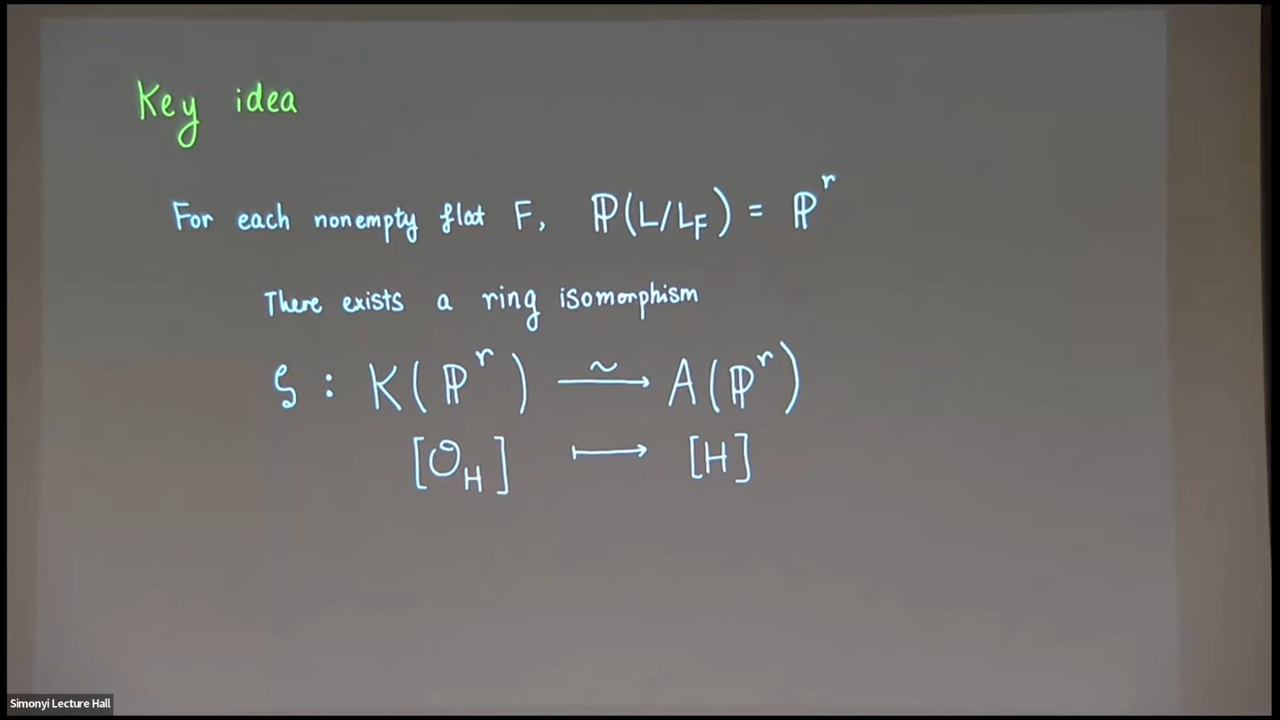 Key idea
For each nonempty flat F, ℙ(L/L_F) = ℙ^r
There exists a ring isomorphism
ζ : K(ℙ^r) ⥲ A(ℙ^r)
[𝒪_H] ⟼ [H]
Simonyi Lecture Hall